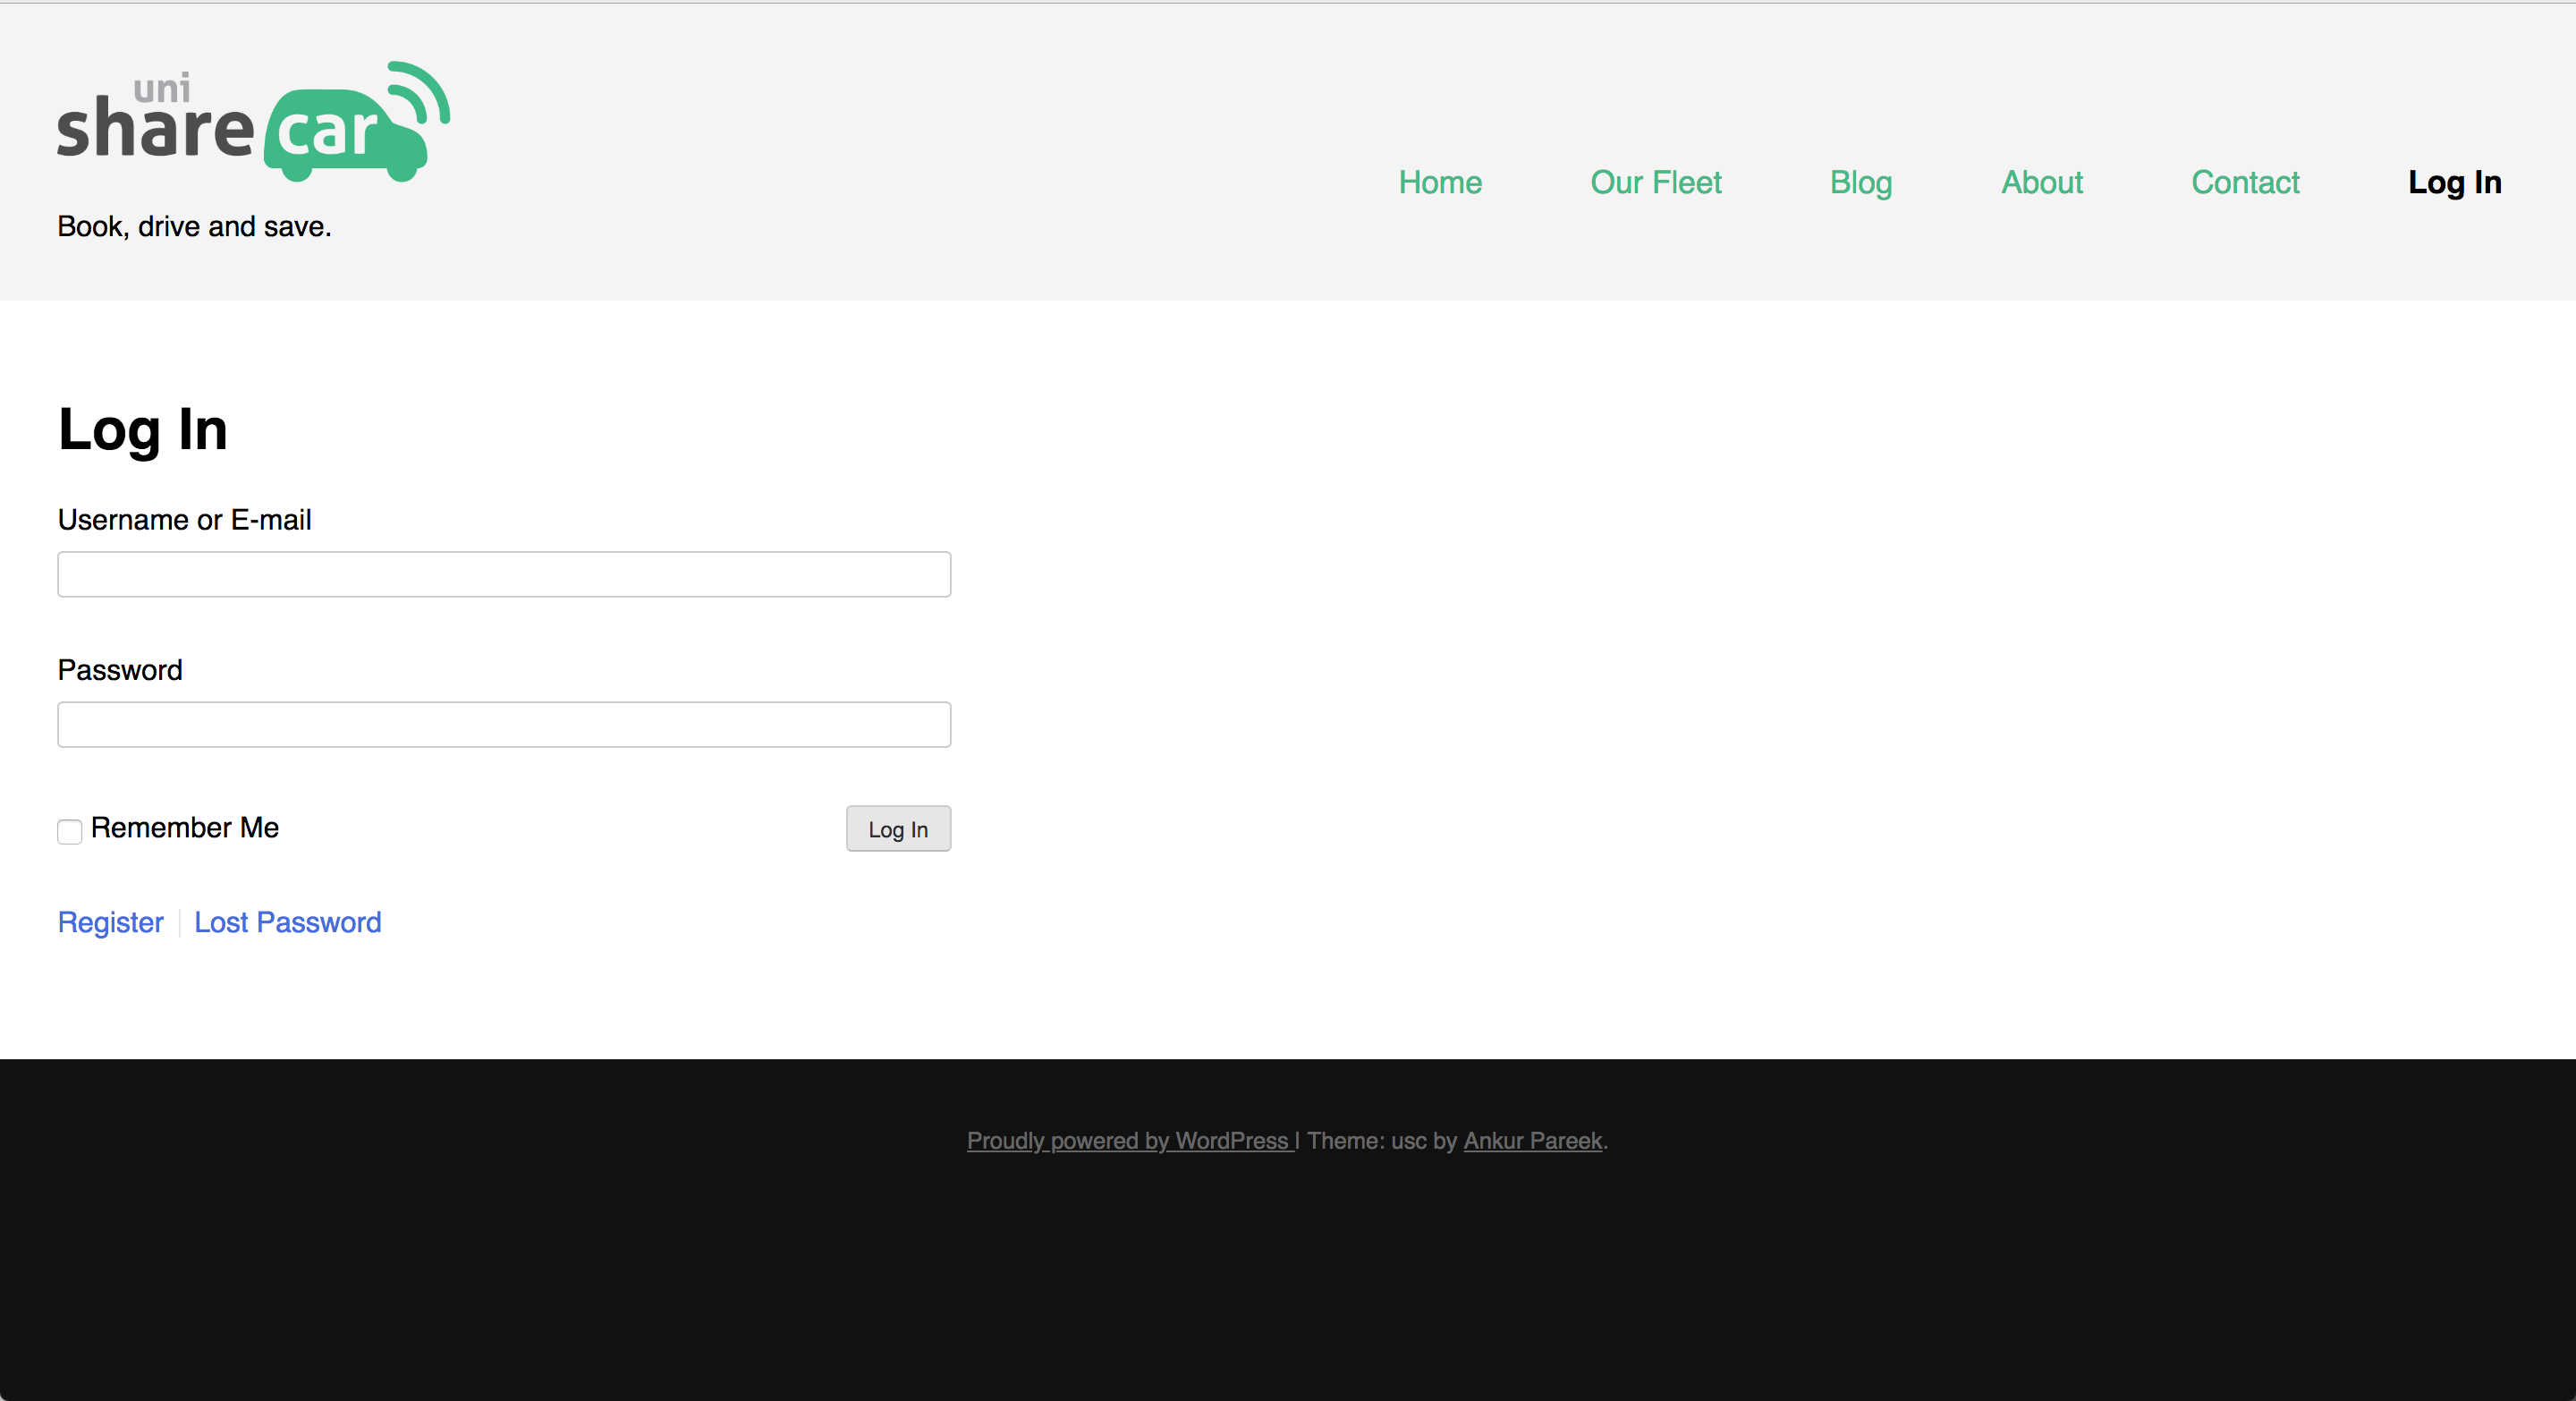 uni
share car
Book, drive and save.
Home Our Fleet Blog About Contact Log In
Log In
Username or E-mail
Password
Remember Me Log In
Register Lost Password
Proudly powered by WordPress | Theme: usc by Ankur Pareek.